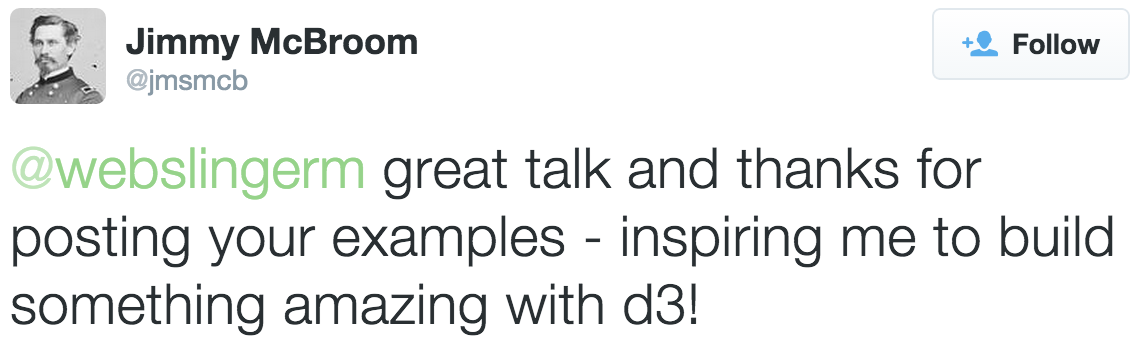 Jimmy McBroom
@jmsmcb
Follow
@webslingerm great talk and thanks for
posting your examples - inspiring me to build
something amazing with d3!